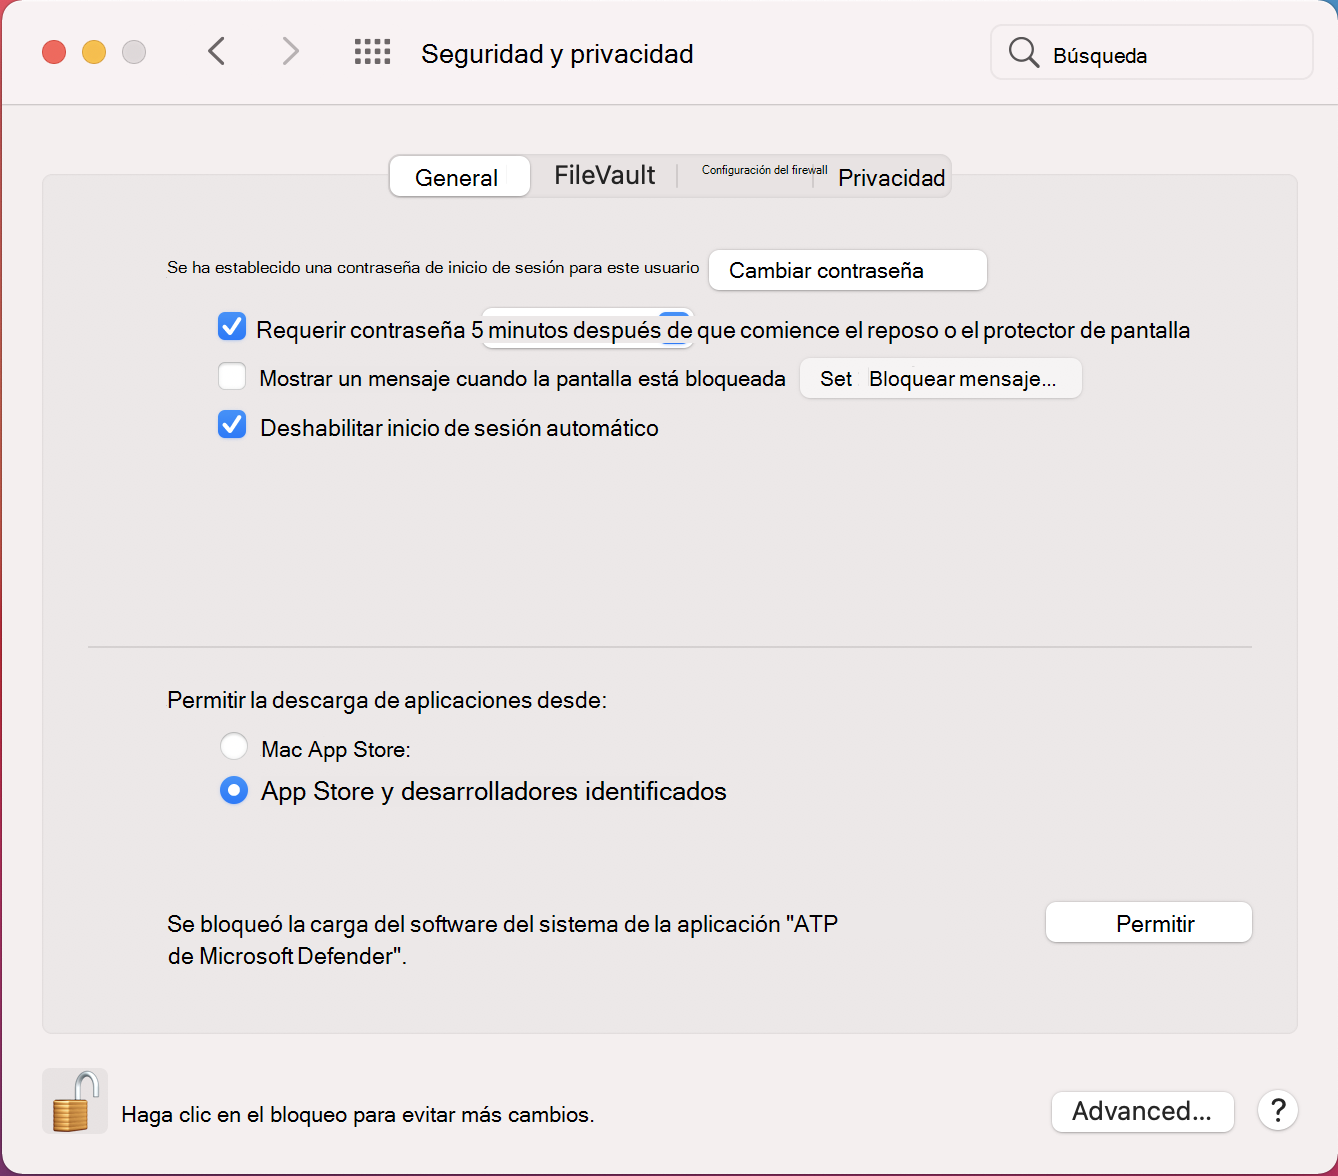 Seguridad y privacidad
Búsqueda
General
FileVault
Configuración del firewall
Privacidad
Se ha establecido una contraseña de inicio de sesión para este usuario
Cambiar contraseña
Requerir contraseña 5 minutos después de que comience el reposo o el protector de pantalla
Mostrar un mensaje cuando la pantalla está bloqueada
Set Bloquear mensaje...
Deshabilitar inicio de sesión automático
Permitir la descarga de aplicaciones desde:
Mac App Store:
App Store y desarrolladores identificados
Se bloqueó la carga del software del sistema de la aplicación "ATP
de Microsoft Defender".
Permitir
Haga clic en el bloqueo para evitar más cambios.
Advanced...
?